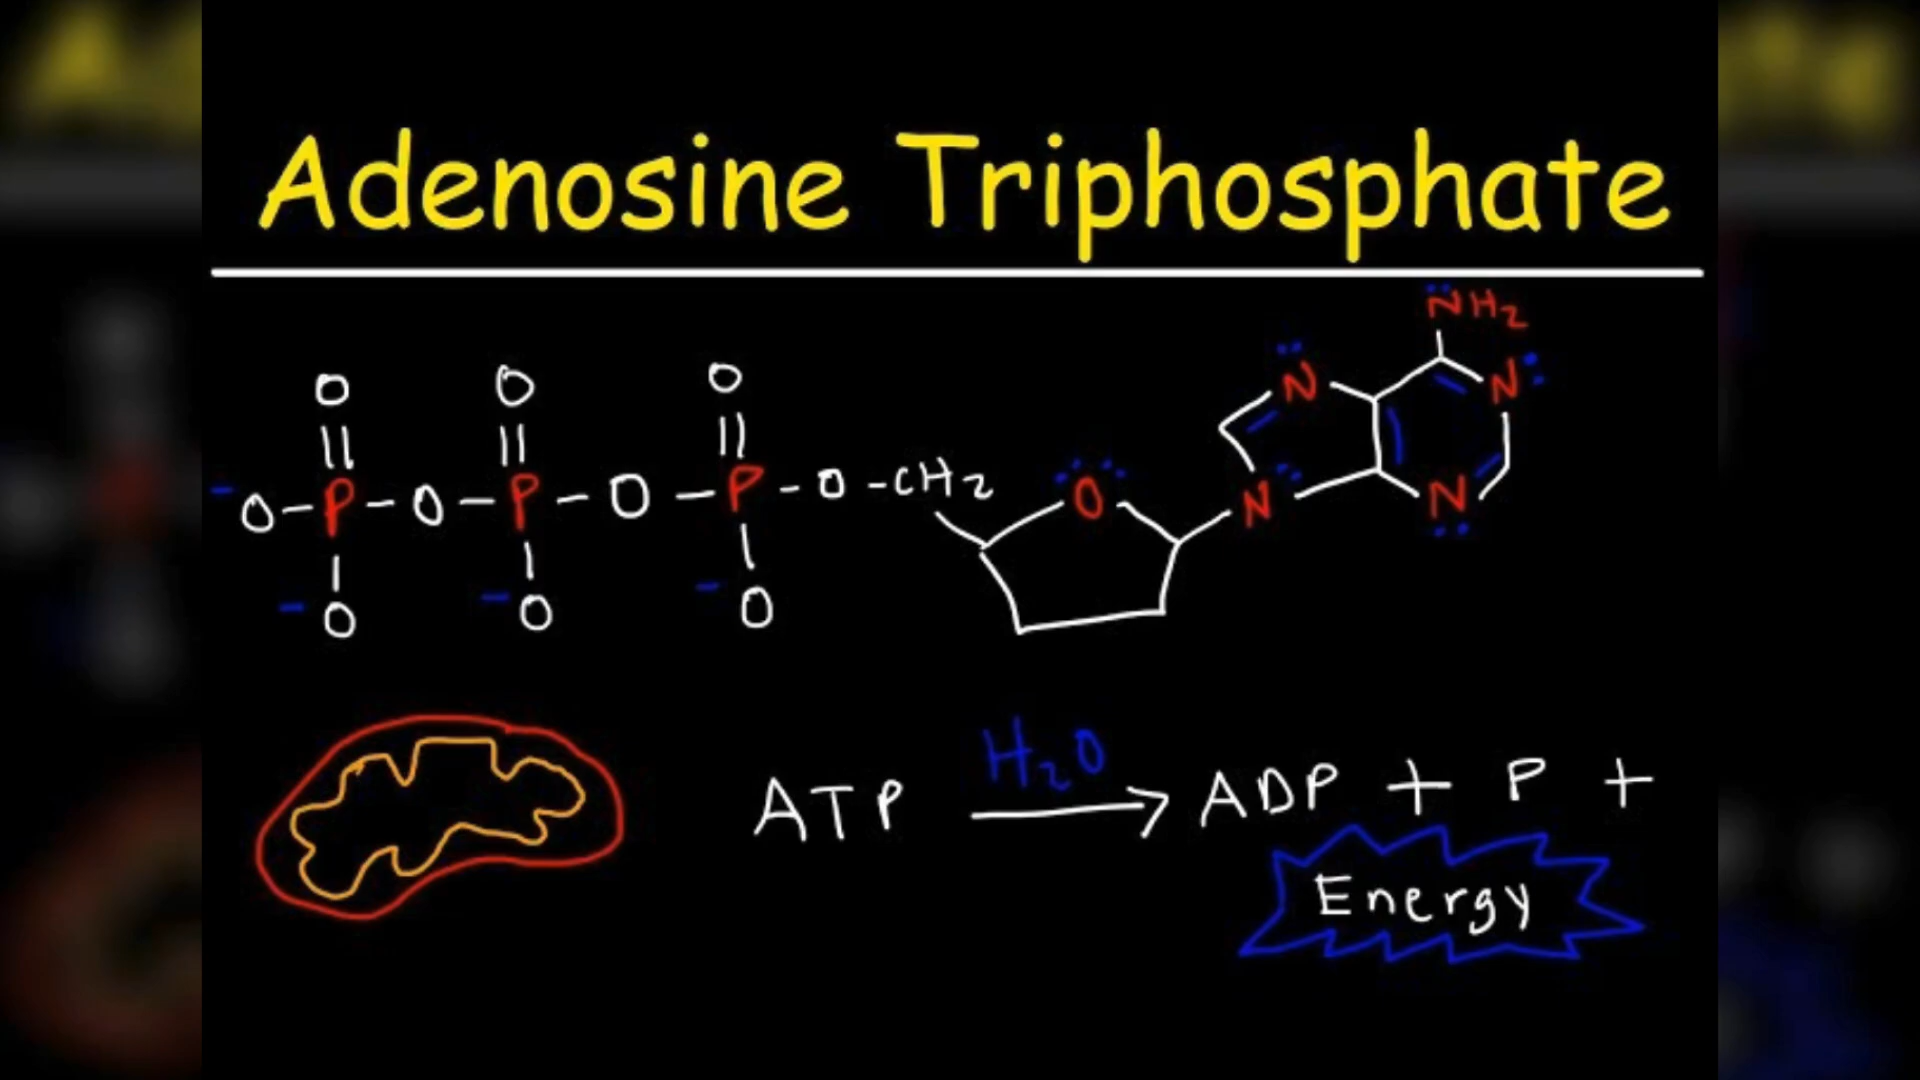 Adenosine Triphosphate
NH2
O O O N N
O-P-O-P-O-P-O-CH2 O N N
O O O
H2O
ATP → ADP + P +
Energy